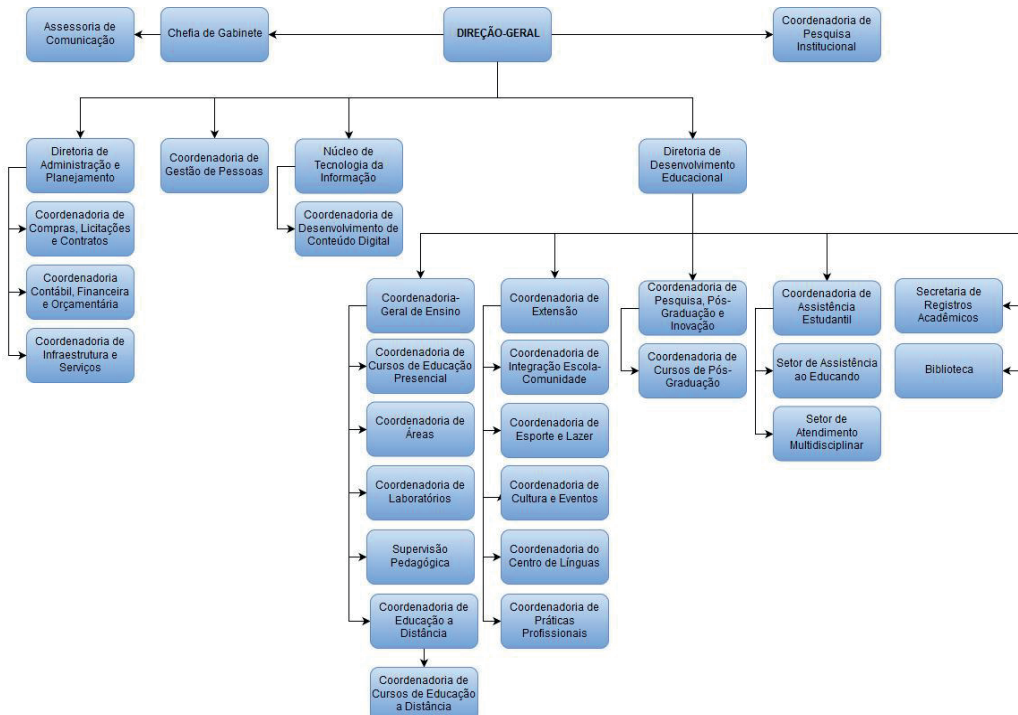 Assessoria de
Comunicação
Chefia de Gabinete
DIREÇÃO-GERAL
Coordenadoria de
Pesquisa
Institucional
Diretoria de
Administração e
Planejamento
Coordenadoria de
Gestão de Pessoas
Núcleo de
Tecnologia da
Informação
Diretoria de
Desenvolvimento
Educacional
Coordenadoria de
Compras, Licitações
e Contratos
Coordenadoria de
Desenvolvimento de
Conteúdo Digital
Coordenadoria
Contábil, Financeira
e Orçamentária
Coordenadoria de
Infraestrutura e
Serviços
Coordenadoria-
Geral de Ensino
Coordenadoria de
Extensão
Coordenadoria de
Pesquisa, Pós-
Graduação e
Inovação
Coordenadoria de
Assistência
Estudantil
Secretaria de
Registros
Acadêmicos
Coordenadoria de
Cursos de Educação
Presencial
Coordenadoria de
Integração Escola-
Comunidade
Coordenadoria de
Cursos de Pós-
Graduação
Setor de Assistência
ao Educando
Biblioteca
Coordenadoria de
Áreas
Coordenadoria de
Esporte e Lazer
Setor de
Atendimento
Multidisciplinar
Coordenadoria de
Laboratórios
Coordenadoria de
Cultura e Eventos
Supervisão
Pedagógica
Coordenadoria do
Centro de Línguas
Coordenadoria de
Educação a
Distância
Coordenadoria de
Práticas
Profissionais
Coordenadoria de
Cursos de Educação
a Distância